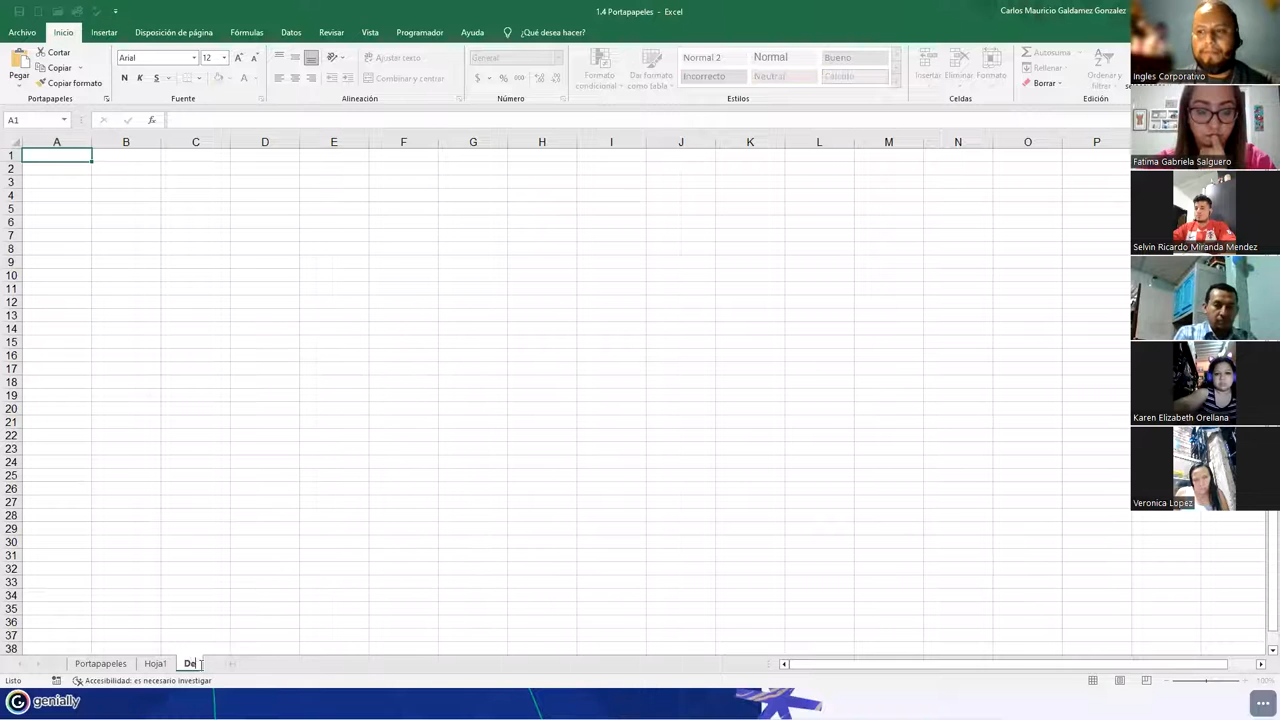 1.4 Portapapeles - Excel
Carlos Mauricio Galdamez Gonzalez
Archivo Inicio Insertar Disposición de página Fórmulas Datos Revisar Vista Programador Ayuda ¿Qué desea hacer?
Pegar
Cortar
Copiar
Copiar formato
Portapapeles
Arial 12
N K S
Fuente
Ajustar texto
Combinar y centrar
Alineación
General
Número
Formato condicional
Dar formato como tabla
Normal 2 Normal Bueno
Incorrecto Neutral Cálculo
Estilos
Insertar Eliminar Formato
Celdas
Autosuma
Rellenar
Borrar
Ordenar y filtrar
Edición
A1
fx
A B C D E F G H I J K L M N O P
1
2
3
4
5
6
7
8
9
10
11
12
13
14
15
16
17
18
19
20
21
22
23
24
25
26
27
28
29
30
31
32
33
34
35
36
37
38
Ingles Corporativo
Fatima Gabriela Salguero
Selvin Ricardo Miranda Mendez
Karen Elizabeth Orellana
Veronica Lopez
Portapapeles Hoja1 De
Listo
Accesibilidad: es necesario investigar
100%
genially